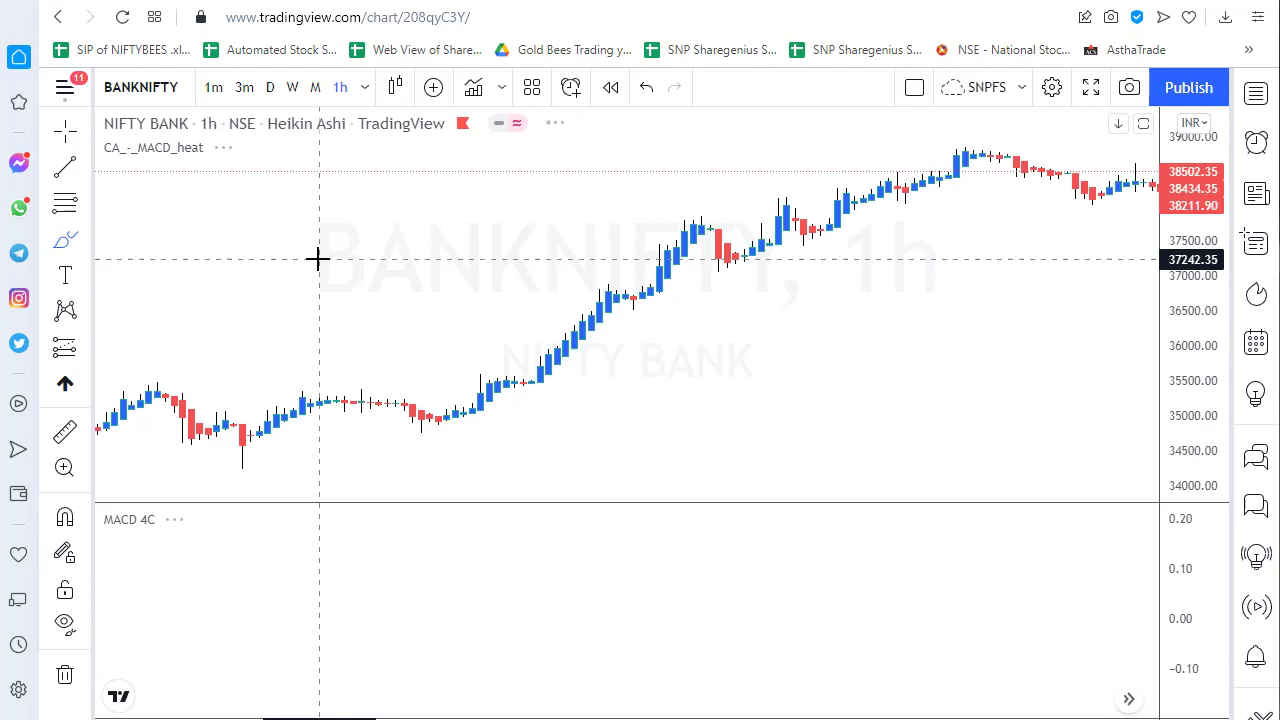 www.tradingview.com/chart/208qyC3Y/
SIP of NIFTYBEES .xl...
Automated Stock S...
Web View of Share...
Gold Bees Trading y...
SNP Sharegenius S...
SNP Sharegenius S...
NSE - National Stoc...
AsthaTrade
11
BANKNIFTY
1m
3m
D
W
M
1h
SNPFS
Publish
NIFTY BANK · 1h · NSE · Heikin Ashi · TradingView
CA_-_MACD_heat
INR
39000.00
38502.35
38434.35
38211.90
37500.00
37242.35
37000.00
36500.00
36000.00
35500.00
35000.00
34500.00
34000.00
BANKNIFTY, 1h
NIFTY BANK
MACD 4C
0.20
0.10
0.00
−0.10